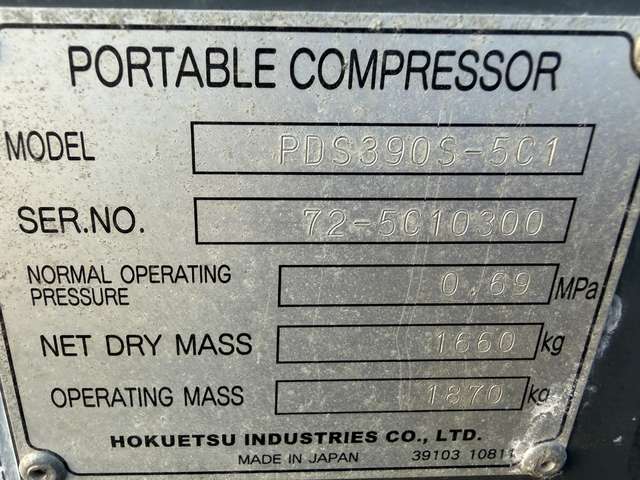 PORTABLE COMPRESSOR
MODEL PDS390S-5C1
SER.NO. 72-5C10300
NORMAL OPERATING
PRESSURE 0.69 MPa
NET DRY MASS 1660 kg
OPERATING MASS 1870 kg
HOKUETSU INDUSTRIES CO., LTD.
MADE IN JAPAN 39103 10811